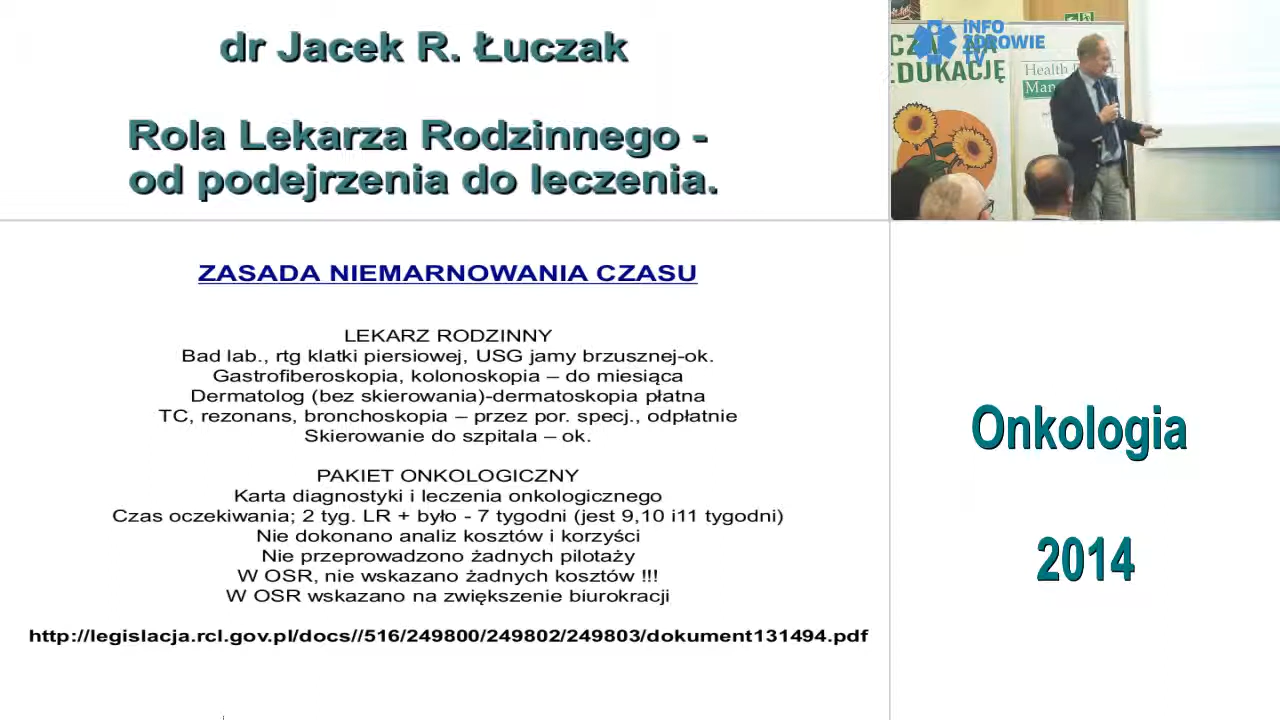 dr Jacek R. Łuczak
Rola Lekarza Rodzinnego -
od podejrzenia do leczenia.
iNFO
ZDROWIE
TV
EDUKACJĘ
Health
ZASADA NIEMARNOWANIA CZASU
LEKARZ RODZINNY
Bad lab., rtg klatki piersiowej, USG jamy brzusznej-ok.
Gastrofiberoskopia, kolonoskopia – do miesiąca
Dermatolog (bez skierowania)-dermatoskopia płatna
TC, rezonans, bronchoskopia – przez por. specj., odpłatnie
Skierowanie do szpitala – ok.
PAKIET ONKOLOGICZNY
Karta diagnostyki i leczenia onkologicznego
Czas oczekiwania; 2 tyg. LR + było - 7 tygodni (jest 9,10 i11 tygodni)
Nie dokonano analiz kosztów i korzyści
Nie przeprowadzono żadnych pilotaży
W OSR, nie wskazano żadnych kosztów !!!
W OSR wskazano na zwiększenie biurokracji
http://legislacja.rcl.gov.pl/docs//516/249800/249802/249803/dokument131494.pdf
Onkologia
2014